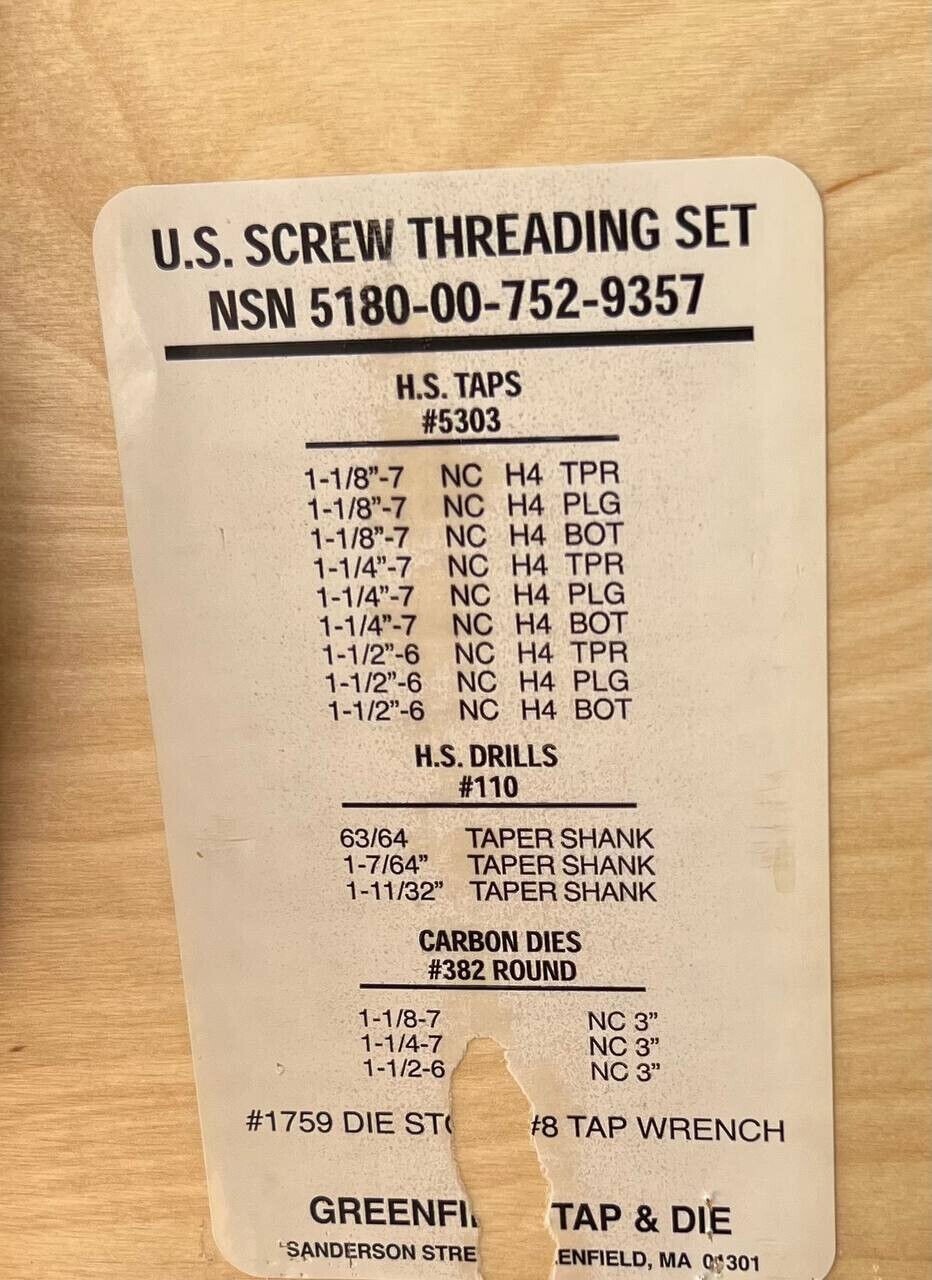 U.S. SCREW THREADING SET
NSN 5180-00-752-9357
H.S. TAPS
#5303
1-1/8”-7 NC H4 TPR
1-1/8”-7 NC H4 PLG
1-1/8”-7 NC H4 BOT
1-1/4”-7 NC H4 TPR
1-1/4”-7 NC H4 PLG
1-1/4”-7 NC H4 BOT
1-1/2”-6 NC H4 TPR
1-1/2”-6 NC H4 PLG
1-1/2”-6 NC H4 BOT
H.S. DRILLS
#110
63/64 TAPER SHANK
1-7/64” TAPER SHANK
1-11/32” TAPER SHANK
CARBON DIES
#382 ROUND
1-1/8-7 NC 3”
1-1/4-7 NC 3”
1-1/2-6 NC 3”
#1759 DIE #8 TAP WRENCH
TAP & DIE
SANDERSON MA 01301